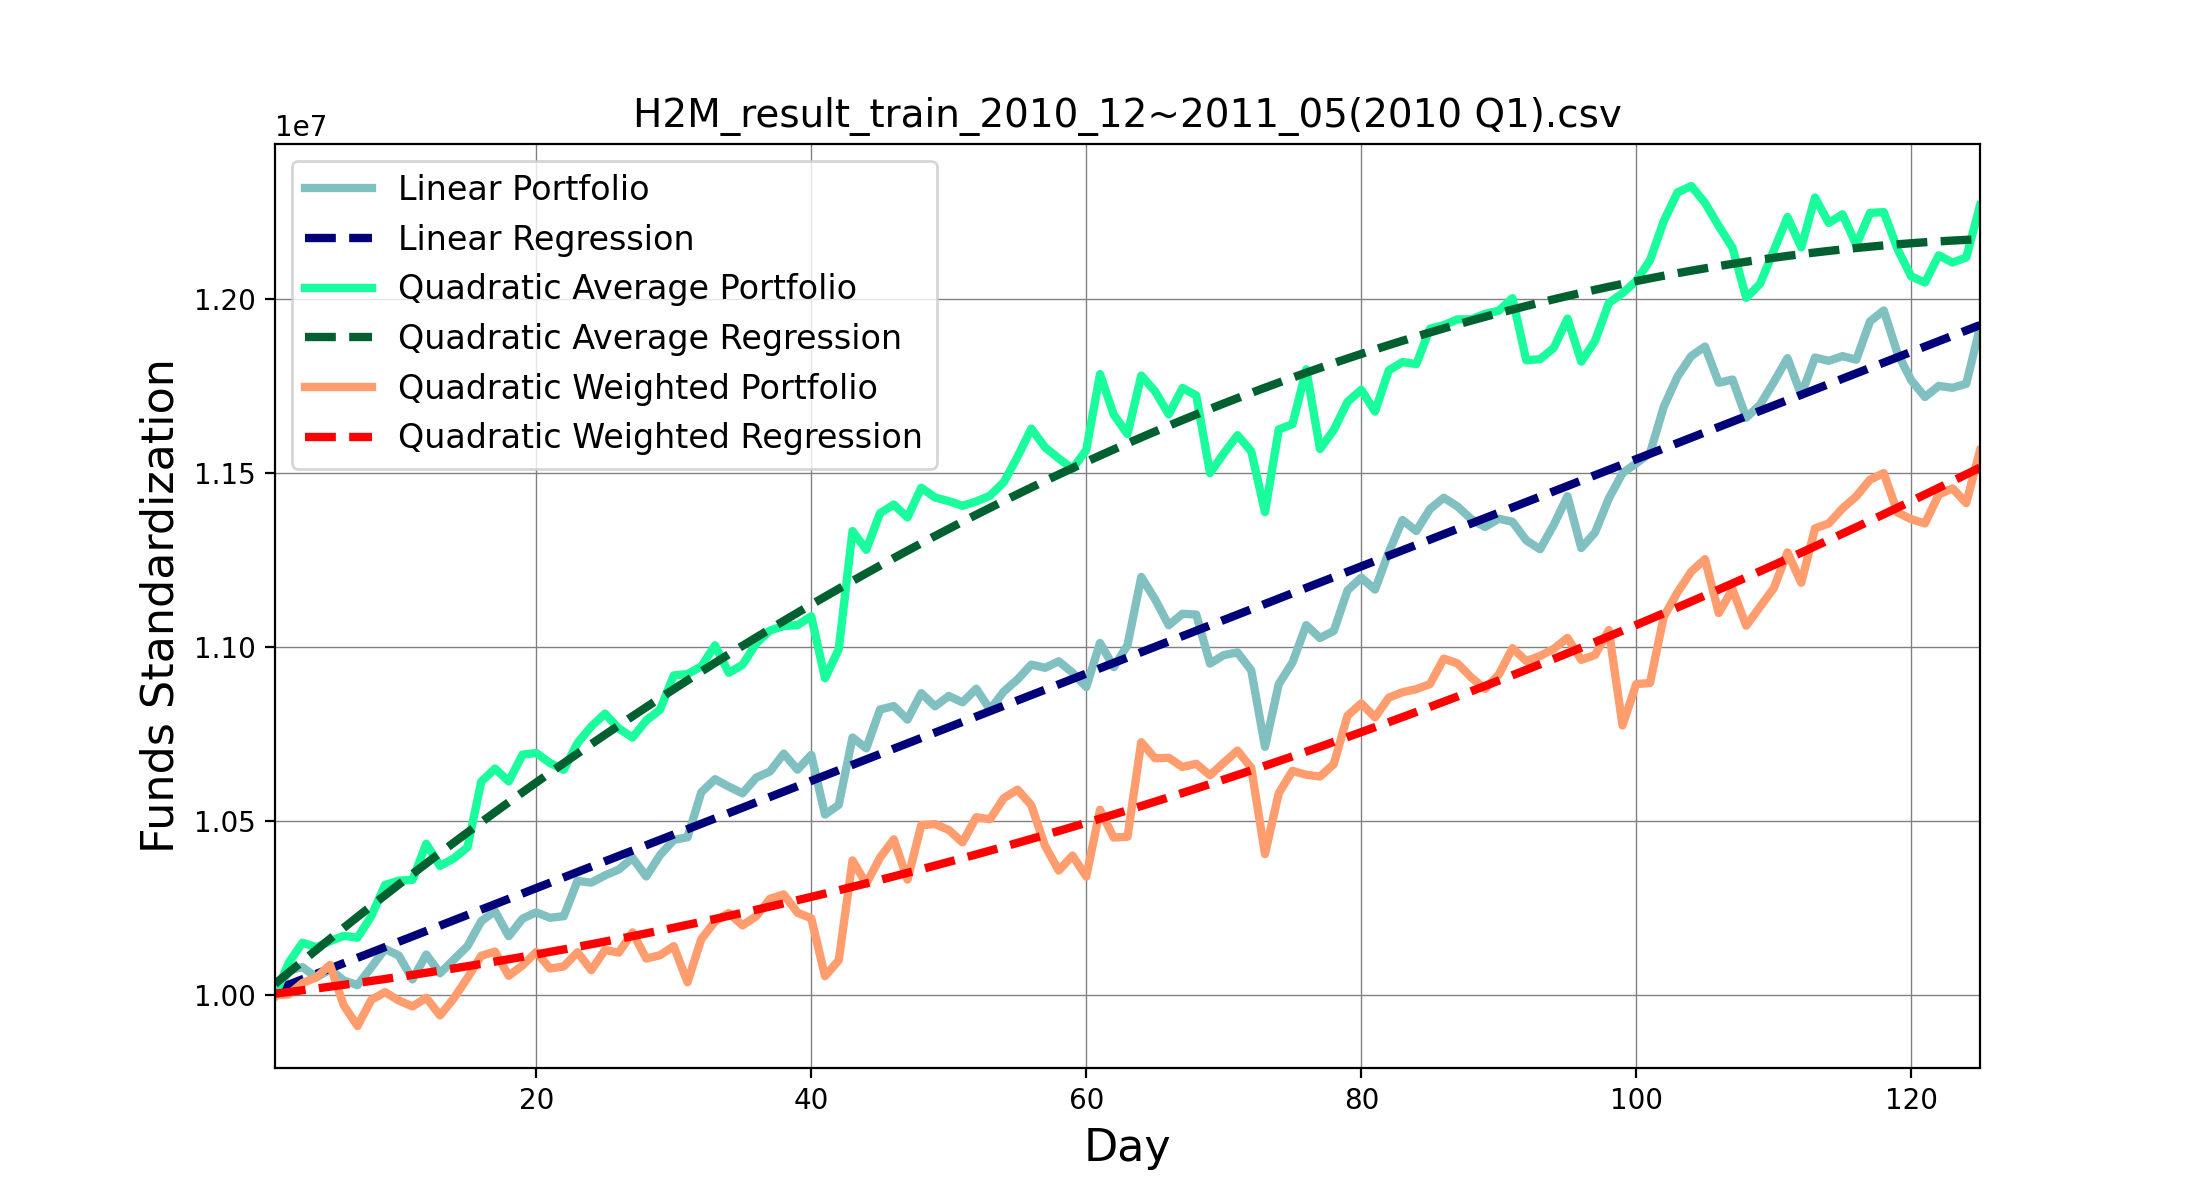 H2M_result_train_2010_12~2011_05(2010 Q1).csv
1e7
Linear Portfolio
Linear Regression
Quadratic Average Portfolio
Quadratic Average Regression
Quadratic Weighted Portfolio
Quadratic Weighted Regression
Funds Standardization
1.20
1.15
1.10
1.05
1.00
20 40 60 80 100 120
Day